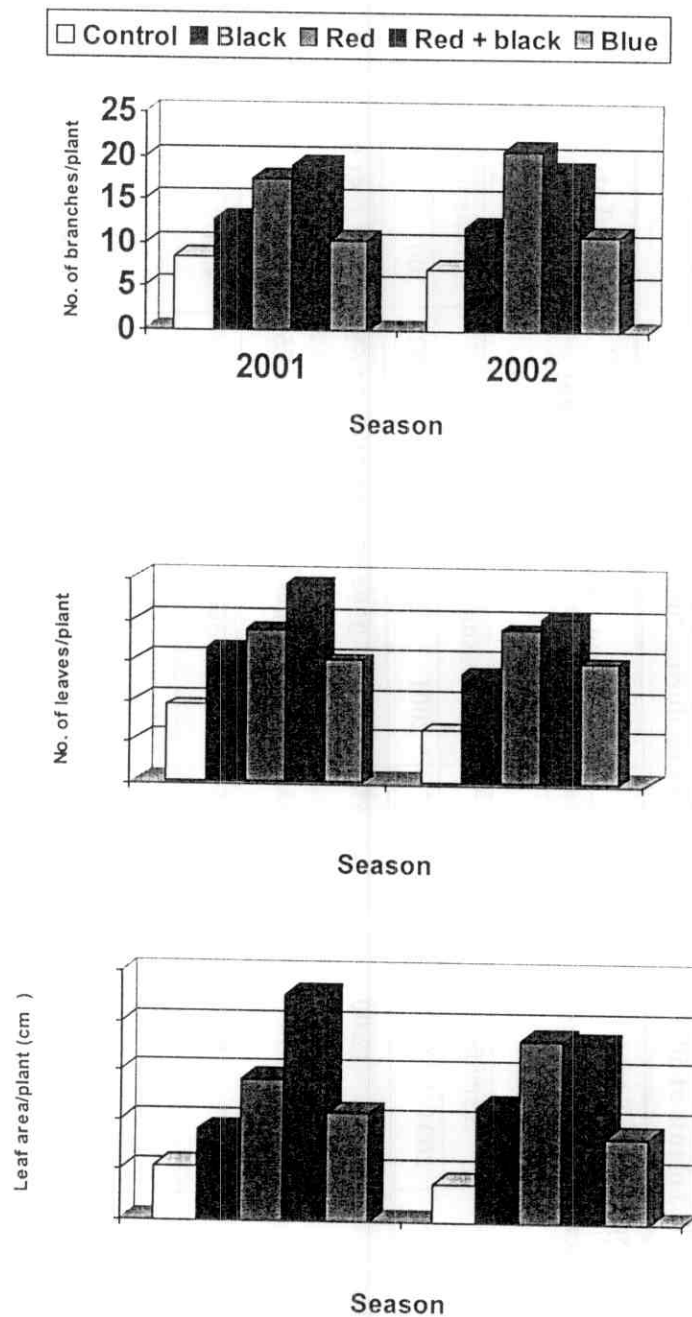 Control Black Red Red + black Blue
No. of branches/plant
25
20
15
10
5
0
2001 2002
Season
No. of leaves/plant
Season
Leaf area/plant (cm )
Season